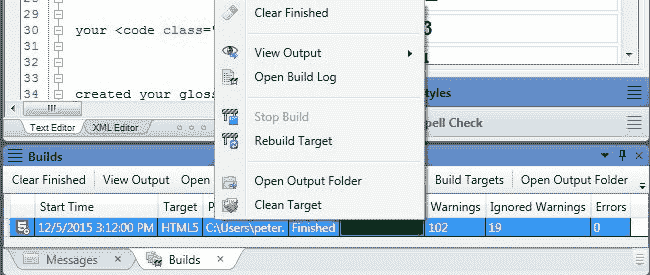 29
30
31
32
33
34
your <code class="
created your glos
Clear Finished
View Output
Open Build Log
Stop Build
Rebuild Target
Open Output Folder
Clean Target
3
tyles
pell Check
Text Editor XML Editor
Builds
Clear Finished View Output Open Build Targets Open Output Folder
Start Time Target P Warnings Ignored Warnings Errors
12/5/2015 3:12:00 PM HTML5 C:\Users\peter. Finished 102 19 0
Messages Builds